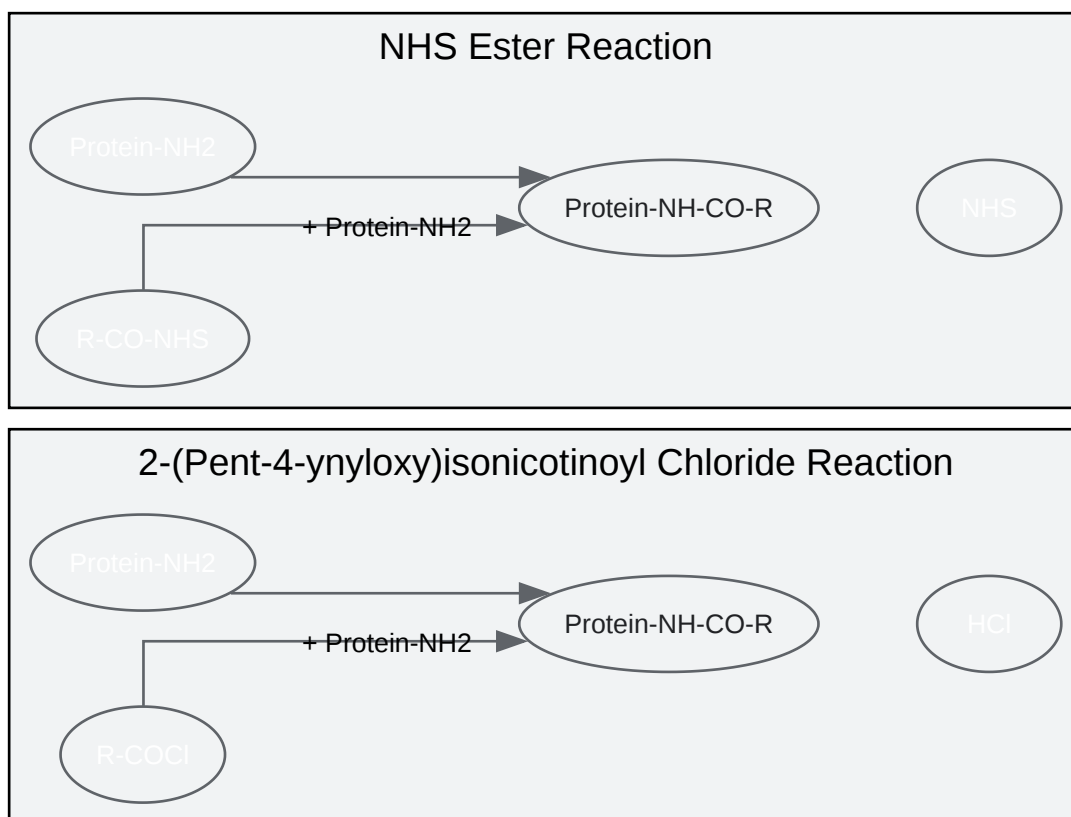 NHS Ester Reaction
Protein-NH2
Protein-NH-CO-R
NHS
+ Protein-NH2
R-CO-NHS
2-(Pent-4-ynyloxy)isonicotinoyl Chloride Reaction
Protein-NH2
Protein-NH-CO-R
HCl
+ Protein-NH2
R-COCl